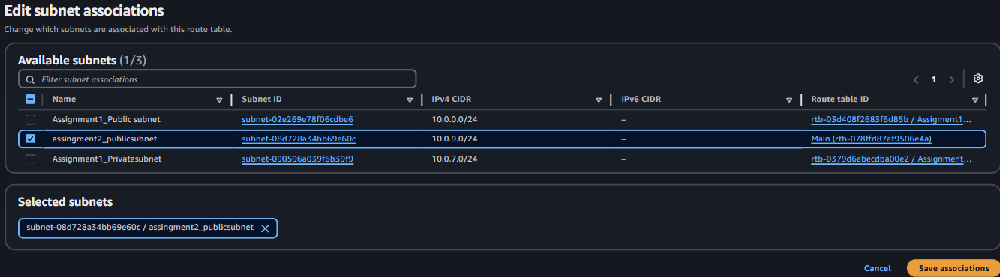 Edit subnet associations
Change which subnets are associated with this route table.
Available subnets (1/3)
Filter subnet associations
1
Name Subnet ID IPv4 CIDR IPv6 CIDR Route table ID
Assignment1_Public subnet subnet-02e269e78f06cdbe6 10.0.0.0/24 – rtb-03d408f2683f6d85b / Assigment1...
assingment2_publicsubnet subnet-08d728a34bb69e60c 10.0.9.0/24 – Main (rtb-078ffd87af9506e4a)
Assignment1_Privatesubnet subnet-090596a039f6b39f9 10.0.7.0/24 – rtb-0379d6ebecdba00e2 / Assignment...
Selected subnets
subnet-08d728a34bb69e60c / assingment2_publicsubnet
Cancel Save associations